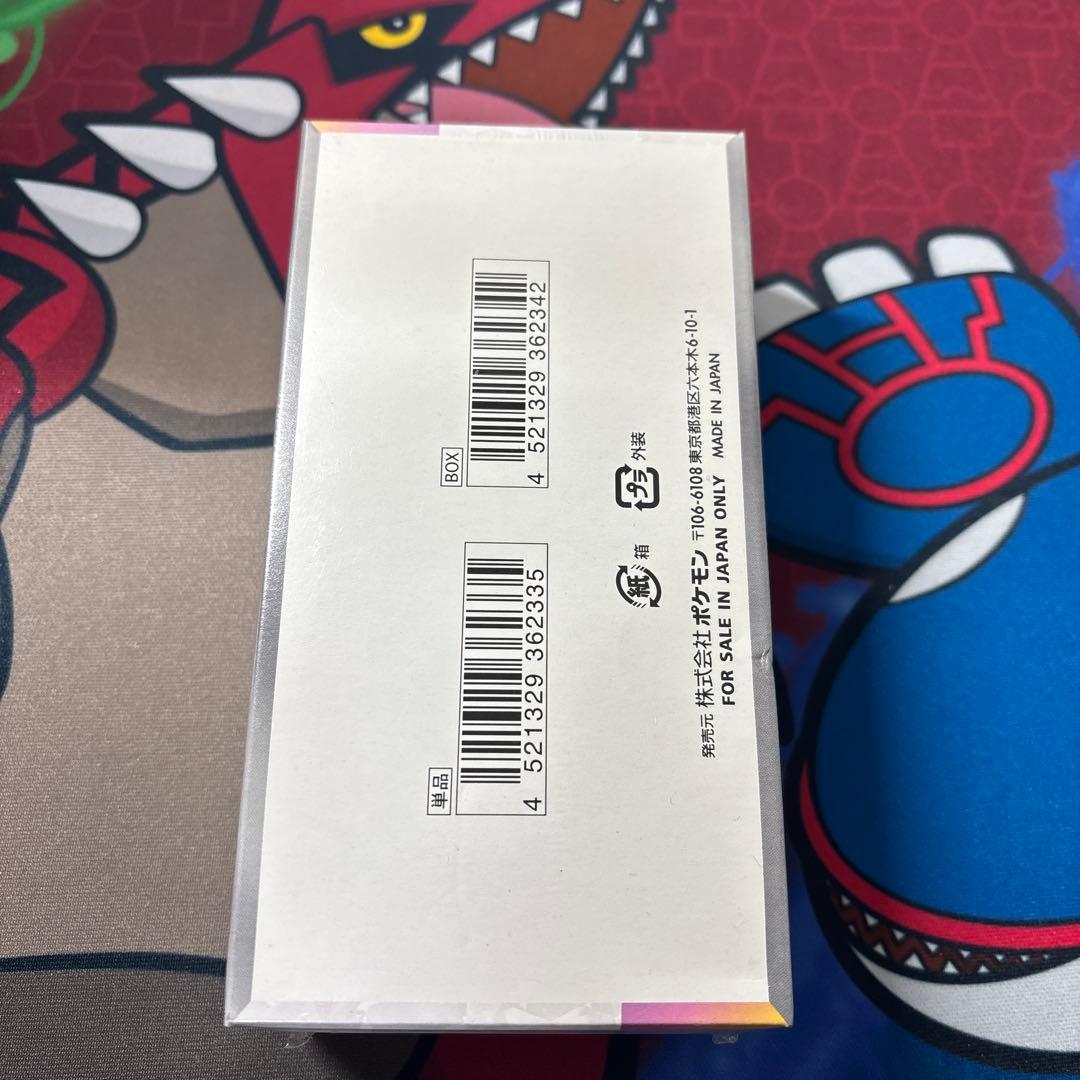 単品
4 521329 362335
BOX
4 521329 362342
紙 箱
プラ 外装
発売元 株式会社 ポケモン 〒106-6108 東京都港区六本木6-10-1
FOR SALE IN JAPAN ONLY MADE IN JAPAN